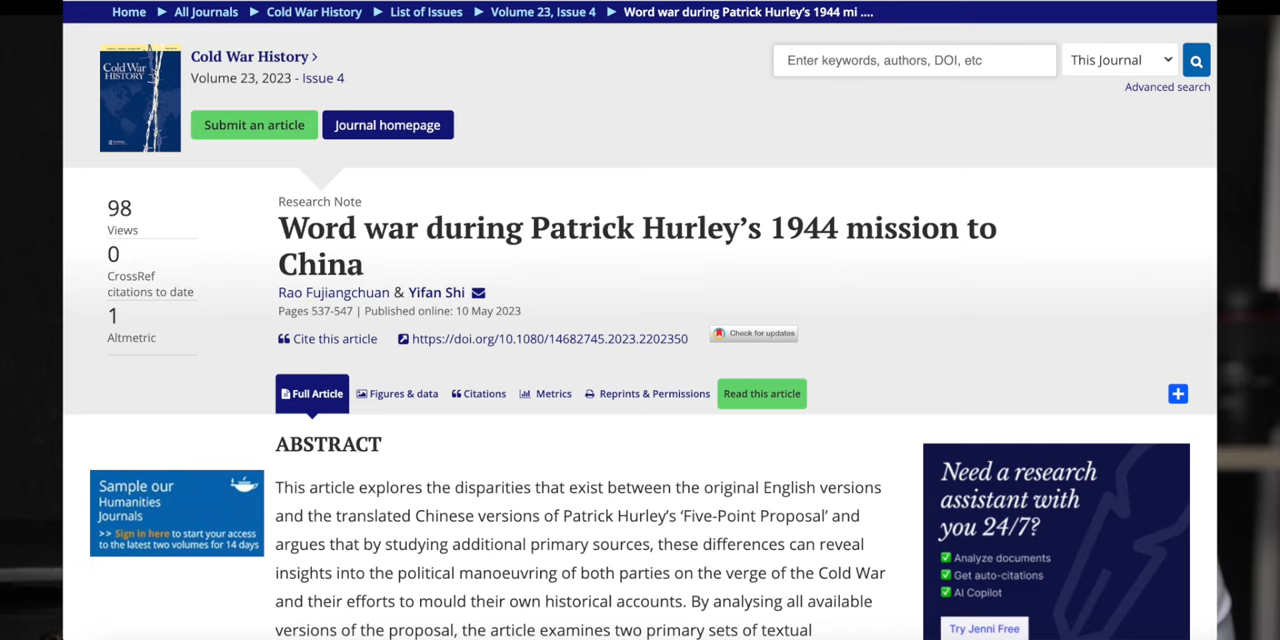 Home ▶ All Journals ▶ Cold War History ▶ List of Issues ▶ Volume 23, Issue 4 ▶ Word war during Patrick Hurley’s 1944 mi ....
Cold War
HISTORY
Cold War History >
Volume 23, 2023 - Issue 4
Submit an article
Journal homepage
Enter keywords, authors, DOI, etc
This Journal
Advanced search
98
Views
0
CrossRef
citations to date
1
Altmetric
Research Note
Word war during Patrick Hurley’s 1944 mission to
China
Rao Fujiangchuan & Yifan Shi
Pages 537-547 | Published online: 10 May 2023
Cite this article
https://doi.org/10.1080/14682745.2023.2202350
Check for updates
Full Article
Figures & data
Citations
Metrics
Reprints & Permissions
Read this article
ABSTRACT
This article explores the disparities that exist between the original English versions
and the translated Chinese versions of Patrick Hurley’s ‘Five-Point Proposal’ and
argues that by studying additional primary sources, these differences can reveal
insights into the political manoeuvring of both parties on the verge of the Cold War
and their efforts to mould their own historical accounts. By analysing all available
versions of the proposal, the article examines two primary sets of textual
Sample our
Humanities
Journals
>> Sign in here to start your access
to the latest two volumes for 14 days
Need a research
assistant with
you 24/7?
Analyze documents
Get auto-citations
AI Copilot
Try Jenni Free